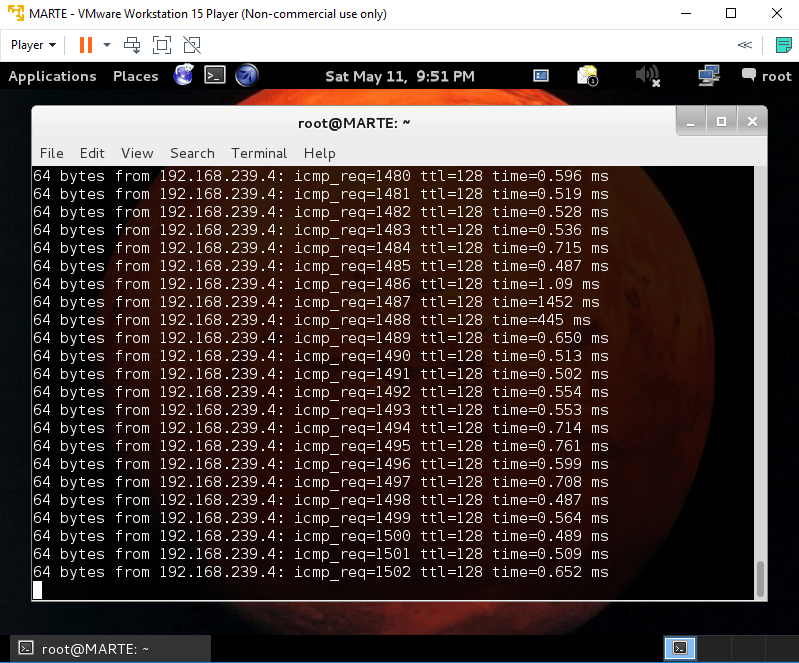 MARTE - VMware Workstation 15 Player (Non-commercial use only)
Player
Applications Places Sat May 11, 9:51 PM 1 root
root@MARTE: ~
File Edit View Search Terminal Help
64 bytes from 192.168.239.4: icmp_req=1480 ttl=128 time=0.596 ms
64 bytes from 192.168.239.4: icmp_req=1481 ttl=128 time=0.519 ms
64 bytes from 192.168.239.4: icmp_req=1482 ttl=128 time=0.528 ms
64 bytes from 192.168.239.4: icmp_req=1483 ttl=128 time=0.536 ms
64 bytes from 192.168.239.4: icmp_req=1484 ttl=128 time=0.715 ms
64 bytes from 192.168.239.4: icmp_req=1485 ttl=128 time=0.487 ms
64 bytes from 192.168.239.4: icmp_req=1486 ttl=128 time=1.09 ms
64 bytes from 192.168.239.4: icmp_req=1487 ttl=128 time=1452 ms
64 bytes from 192.168.239.4: icmp_req=1488 ttl=128 time=445 ms
64 bytes from 192.168.239.4: icmp_req=1489 ttl=128 time=0.650 ms
64 bytes from 192.168.239.4: icmp_req=1490 ttl=128 time=0.513 ms
64 bytes from 192.168.239.4: icmp_req=1491 ttl=128 time=0.502 ms
64 bytes from 192.168.239.4: icmp_req=1492 ttl=128 time=0.554 ms
64 bytes from 192.168.239.4: icmp_req=1493 ttl=128 time=0.553 ms
64 bytes from 192.168.239.4: icmp_req=1494 ttl=128 time=0.714 ms
64 bytes from 192.168.239.4: icmp_req=1495 ttl=128 time=0.761 ms
64 bytes from 192.168.239.4: icmp_req=1496 ttl=128 time=0.599 ms
64 bytes from 192.168.239.4: icmp_req=1497 ttl=128 time=0.708 ms
64 bytes from 192.168.239.4: icmp_req=1498 ttl=128 time=0.487 ms
64 bytes from 192.168.239.4: icmp_req=1499 ttl=128 time=0.564 ms
64 bytes from 192.168.239.4: icmp_req=1500 ttl=128 time=0.489 ms
64 bytes from 192.168.239.4: icmp_req=1501 ttl=128 time=0.509 ms
64 bytes from 192.168.239.4: icmp_req=1502 ttl=128 time=0.652 ms
root@MARTE: ~